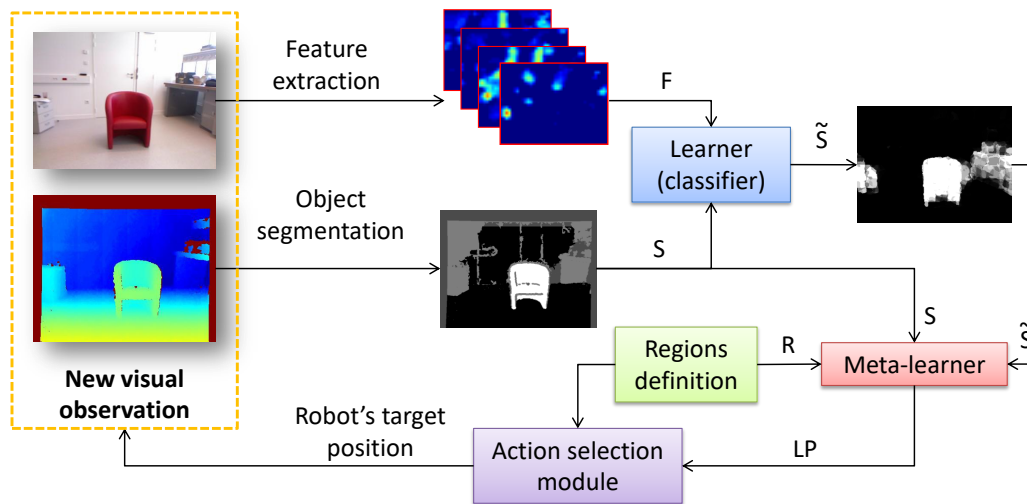 Feature
extraction
F
Learner
(classifier)
S̃
Object
segmentation
S
S
S̃
Regions
definition
R
Meta-learner
New visual
observation
Robot's target
position
Action selection
module
LP